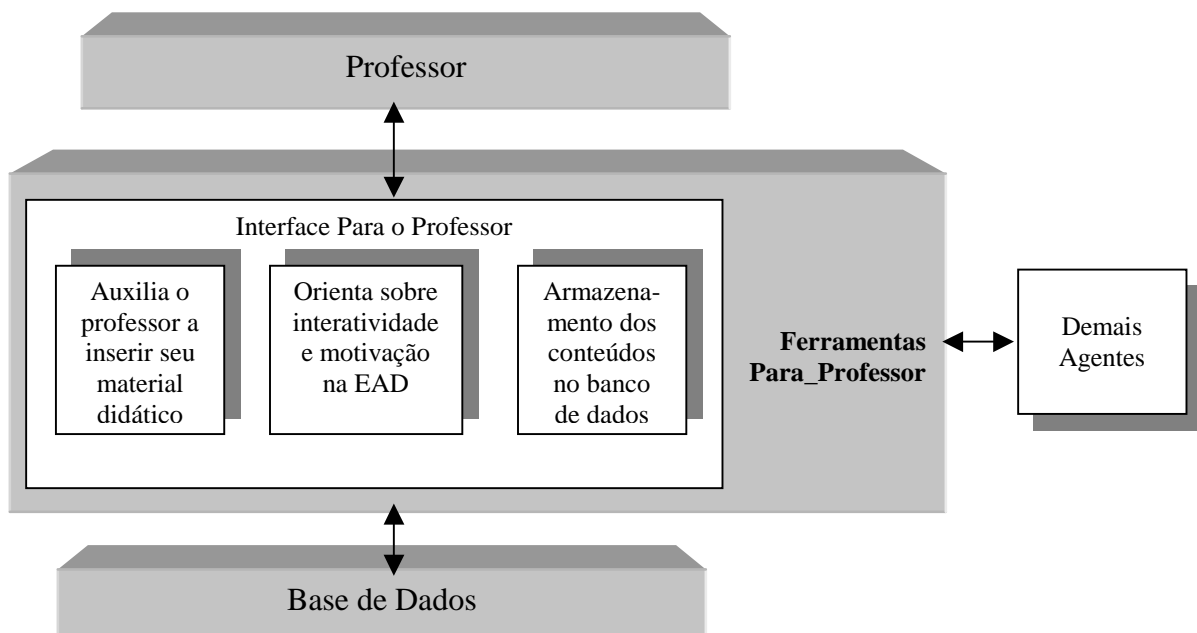 Professor
Interface Para o Professor
Auxilia o
professor a
inserir seu
material
didático
Orienta sobre
interatividade
e motivação
na EAD
Armazena-
mento dos
conteúdos
no banco
de dados
Ferramentas
Para_Professor
Demais
Agentes
Base de Dados